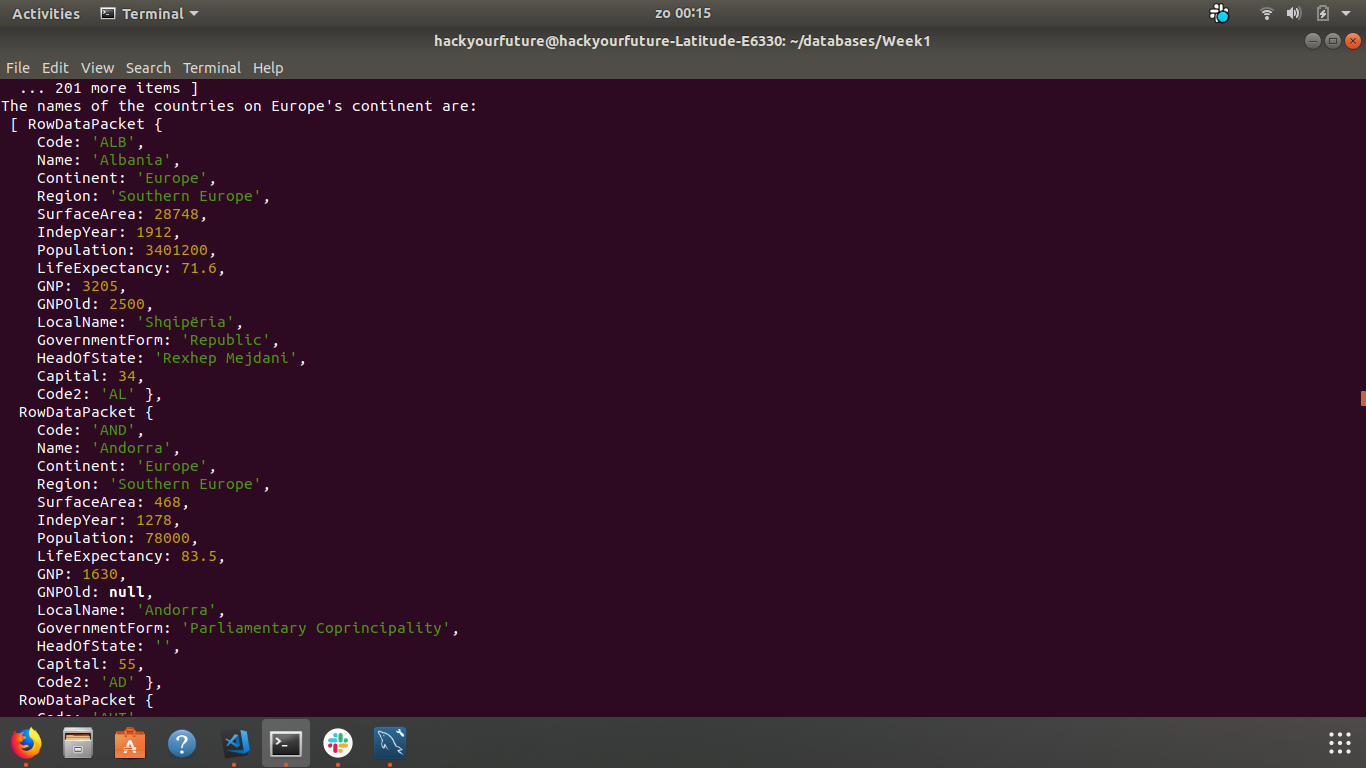 Activities Terminal zo 00:15
hackyourfuture@hackyourfuture-Latitude-E6330: ~/databases/Week1
File Edit View Search Terminal Help
... 201 more items ]
The names of the countries on Europe's continent are:
[ RowDataPacket {
Code: 'ALB',
Name: 'Albania',
Continent: 'Europe',
Region: 'Southern Europe',
SurfaceArea: 28748,
IndepYear: 1912,
Population: 3401200,
LifeExpectancy: 71.6,
GNP: 3205,
GNPOld: 2500,
LocalName: 'Shqipëria',
GovernmentForm: 'Republic',
HeadOfState: 'Rexhep Mejdani',
Capital: 34,
Code2: 'AL' },
RowDataPacket {
Code: 'AND',
Name: 'Andorra',
Continent: 'Europe',
Region: 'Southern Europe',
SurfaceArea: 468,
IndepYear: 1278,
Population: 78000,
LifeExpectancy: 83.5,
GNP: 1630,
GNPOld: null,
LocalName: 'Andorra',
GovernmentForm: 'Parliamentary Coprincipality',
HeadOfState: '',
Capital: 55,
Code2: 'AD' },
RowDataPacket {